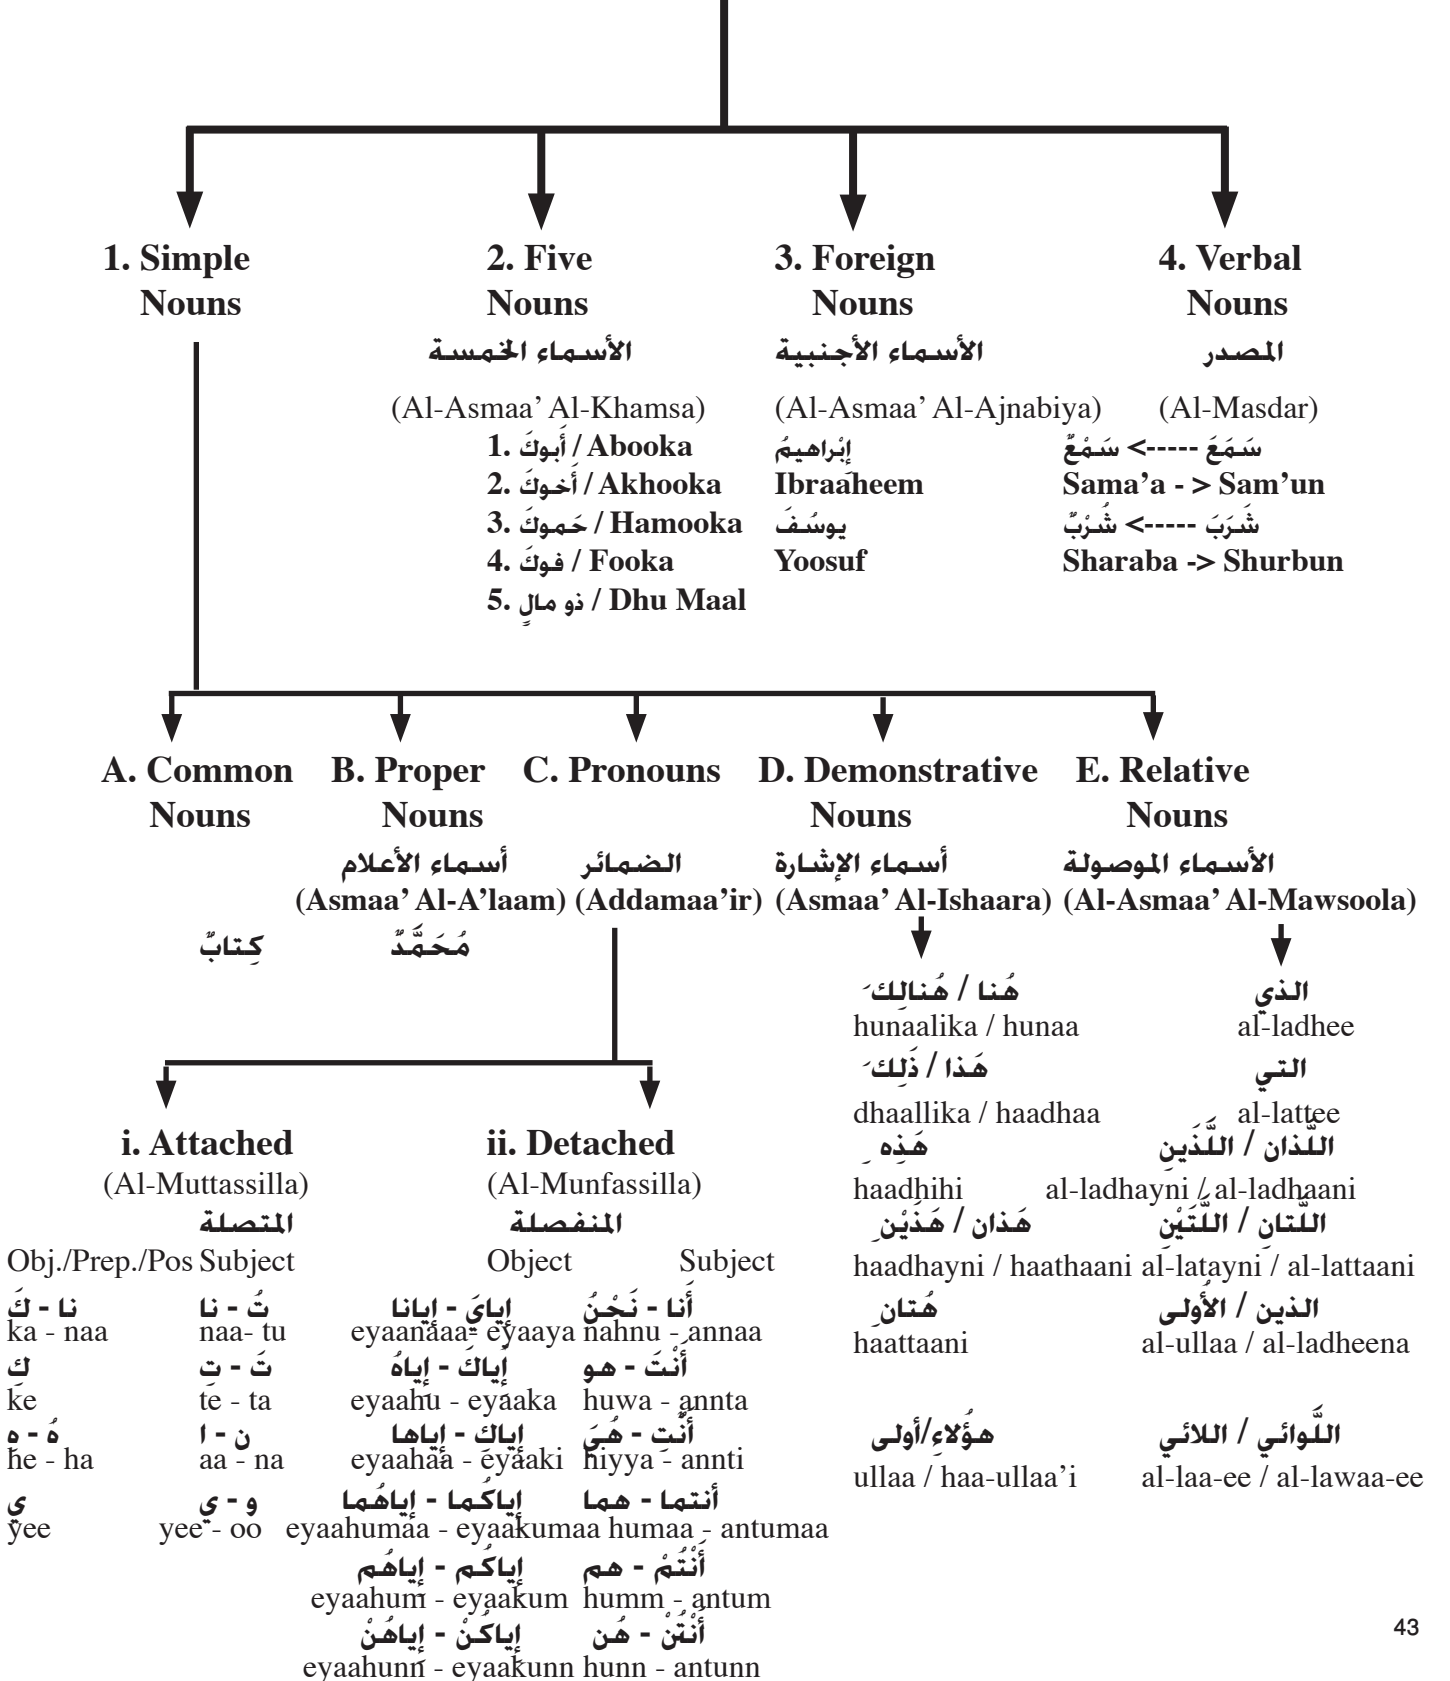 1. Simple Nouns
2. Five Nouns
الأسماء الخمسة
(Al-Asmaa' Al-Khamsa)
1. أَبوكَ / Abooka
2. أَخوكَ / Akhooka
3. حَموكَ / Hamooka
4. فوكَ / Fooka
5. ذو مالٍ / Dhu Maal
3. Foreign Nouns
الأسماء الأجنبية
(Al-Asmaa' Al-Ajnabiya)
إبْراهيمُ
Ibraaheem
يوسُفَ
Yoosuf
4. Verbal Nouns
المصدر
(Al-Masdar)
سَمَعَ -----> سَمْعٌ
Sama'a - > Sam'un
شَرَبَ -----> شُرْبٌ
Sharaba -> Shurbun
A. Common Nouns
كِتابٌ
B. Proper Nouns
أسماء الأعلام
(Asmaa' Al-A'laam)
مُحَمَّدٌ
C. Pronouns
الضمائر
(Addamaa'ir)
D. Demonstrative Nouns
أسماء الإشارة
(Asmaa' Al-Ishaara)
هُنا / هُنالِكَ
hunaalika / hunaa
هَذا / ذَلِكَ
dhaallika / haadhaa
هَذِهِ
haadhihi
هَذان / هَذَيْنِ
haadhayni / haathaani
هُتانِ
haattaani
هؤُلاءِ/أولى
ullaa / haa-ullaa'i
E. Relative Nouns
الأسماء الموصولة
(Al-Asmaa' Al-Mawsoola)
الذي
al-ladhee
التي
al-lattee
اللَّذان / اللَّذَينِ
al-ladhayni / al-ladhaani
اللَّتانِ / اللَّتَيْنِ
al-latayni / al-lattaani
الذين / الأُولى
al-ullaa / al-ladheena
اللَّوائي / اللائي
al-laa-ee / al-lawaa-ee
i. Attached
(Al-Muttassilla)
المتصلة
Obj./Prep./Pos Subject
نا - كَ
ka - naa
كِ
ke
هُ - هِ
he - ha
ي
yee
تُ - نا
naa- tu
تَ - تِ
te - ta
ن - ا
aa - na
و - ي
yee - oo
ii. Detached
(Al-Munfassilla)
المنفصلة
Object Subject
إيايَ - إيانا
eyaanaaa- eyaaya
إياكَ - إياهُ
eyaahu - eyaaka
إياكِ - إياها
eyaahaa - eyaaki
إياكُما - إياهُما
eyaahumaa - eyaakumaa
إياكُم - إياهُم
eyaahum - eyaakum
إياكُنْ - إياهُنْ
eyaahunn - eyaakunn
أَنا - نَحْنُ
nahnu - annaa
أَنْتَ - هو
huwa - annta
أَنْتِ - هُيَ
hiyya - annti
أنتما - هما
humaa - antumaa
أَنْتُمْ - هم
humm - antum
أَنْتُنْ - هُن
hunn - antunn
43